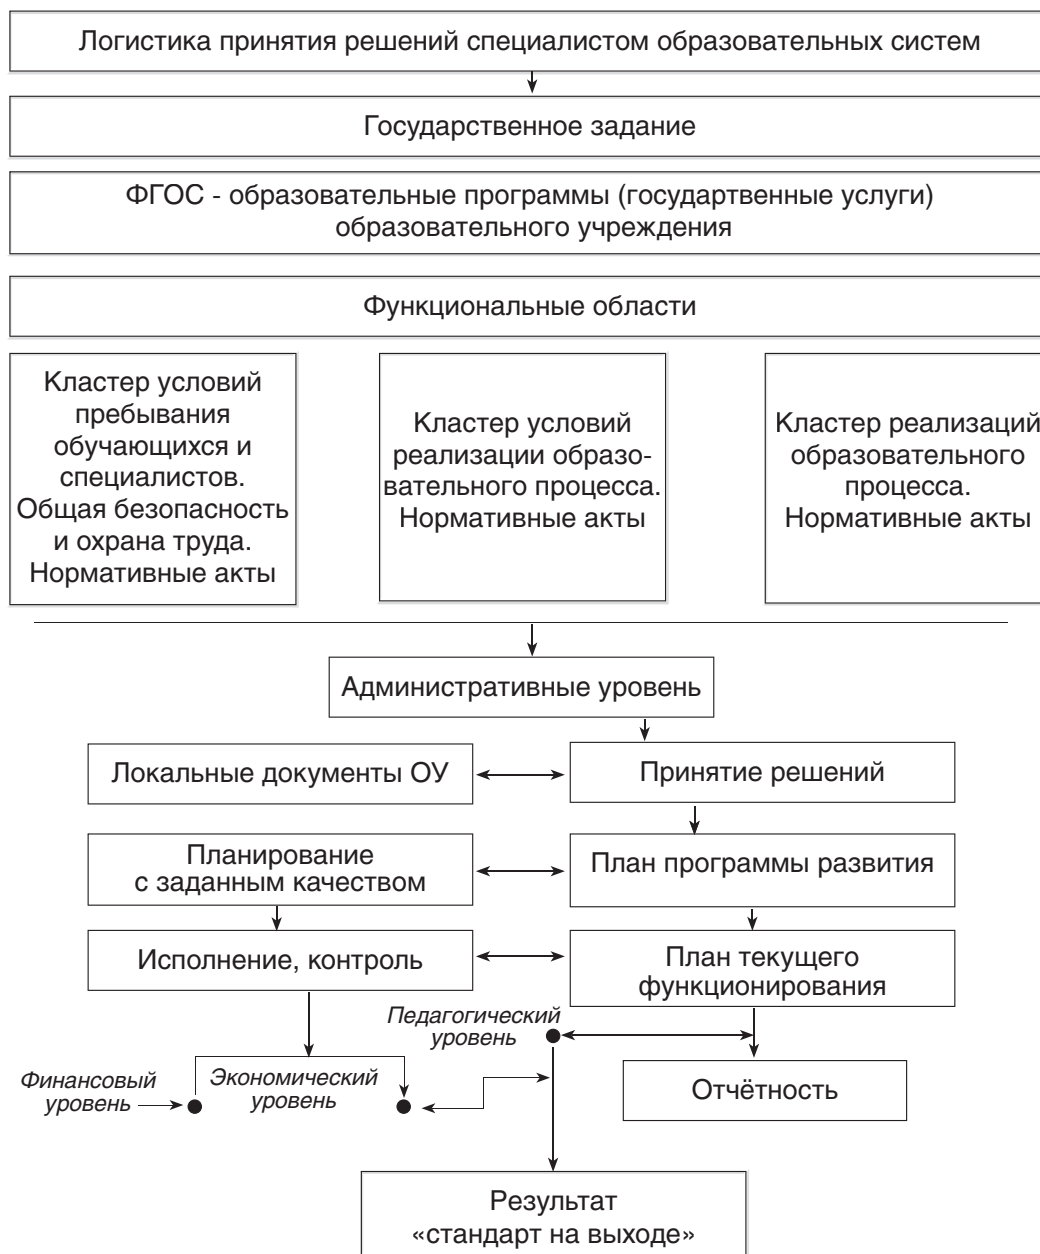 Логистика принятия решений специалистом образовательных систем
Государственное задание
ФГОС - образовательные программы (государтвенные услуги)
образовательного учреждения
Функциональные области
Кластер условий
пребывания
обучающихся и
специалистов.
Общая безопасность
и охрана труда.
Нормативные акты
Кластер условий
реализации образо-
вательного процесса.
Нормативные акты
Кластер реализаций
образовательного
процесса.
Нормативные акты
Административные уровень
Локальные документы ОУ
Принятие решений
Планирование
с заданным качеством
План программы развития
Исполнение, контроль
План текущего
функционирования
Педагогический
уровень
Финансовый
уровень
Экономический
уровень
Отчётность
Результат
«стандарт на выходе»